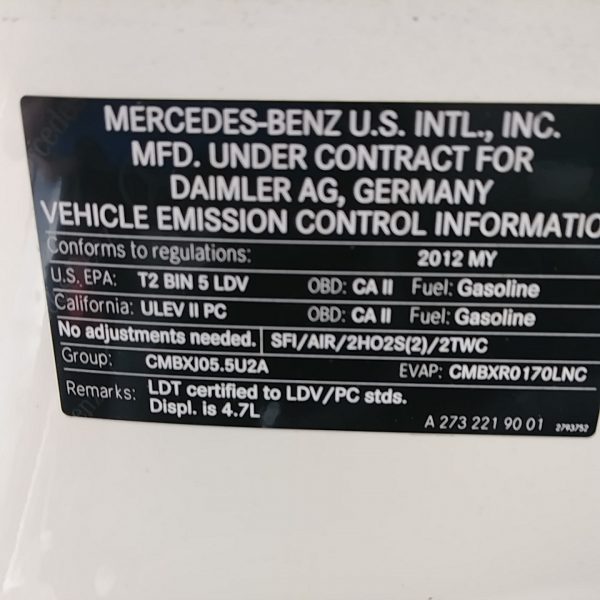 MERCEDES-BENZ U.S. INTL., INC.
MFD. UNDER CONTRACT FOR
DAIMLER AG, GERMANY
VEHICLE EMISSION CONTROL INFORMATIO
Conforms to regulations: 2012 MY
U.S. EPA: T2 BIN 5 LDV OBD: CA II Fuel: Gasoline
California: ULEV II PC OBD: CA II Fuel: Gasoline
No adjustments needed. SFI/AIR/2HO2S(2)/2TWC
Group: CMBXJ05.5U2A EVAP: CMBXR0170LNC
Remarks: LDT certified to LDV/PC stds.
Displ. is 4.7L
A 273 221 90 01 2793752